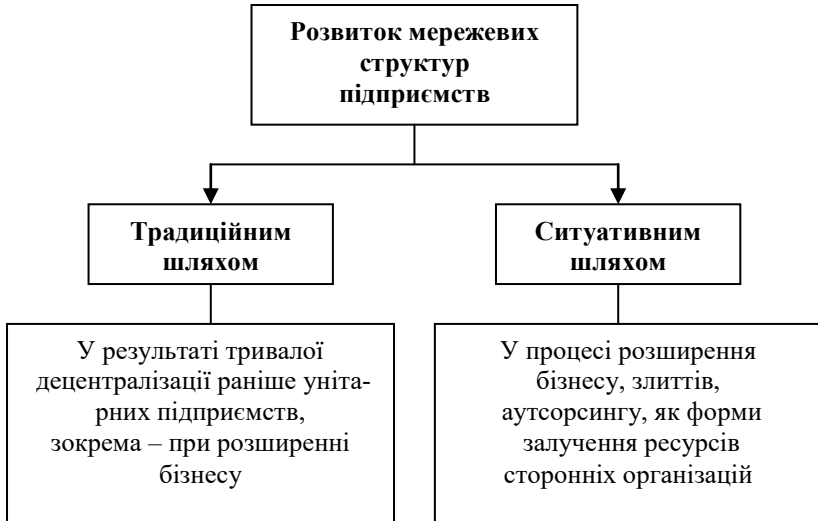 Розвиток мережевих
структур
підприємств
Традиційним
шляхом
Ситуативним
шляхом
У результаті тривалої
децентралізації раніше уніта-
рних підприємств,
зокрема – при розширенні
бізнесу
У процесі розширення
бізнесу, злиттів,
аутсорсингу, як форми
залучення ресурсів
сторонніх організацій